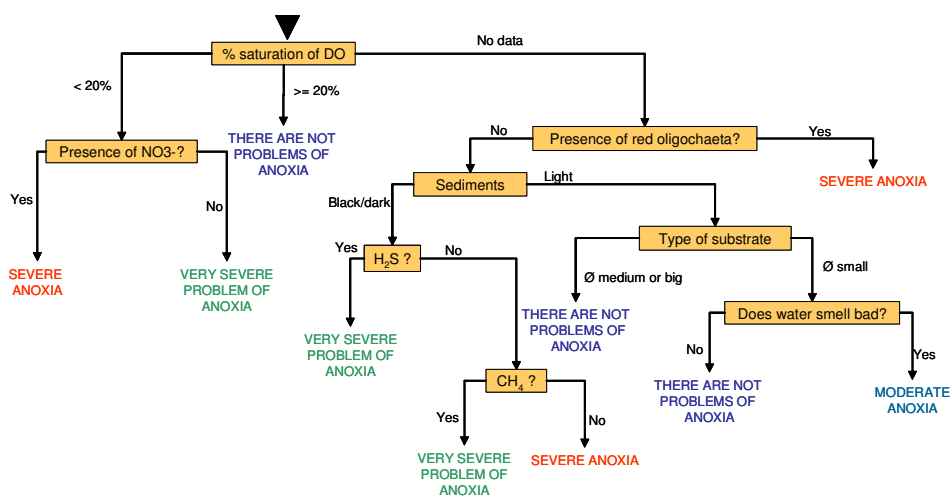 % saturation of DO
No data
< 20%
>= 20%
THERE ARE NOT
PROBLEMS OF
ANOXIA
Presence of NO3-?
Yes
No
SEVERE
ANOXIA
VERY SEVERE
PROBLEM OF
ANOXIA
Presence of red oligochaeta?
No
Yes
SEVERE ANOXIA
Sediments
Black/dark
Light
H₂S ?
Yes
No
VERY SEVERE
PROBLEM OF
ANOXIA
CH₄ ?
Yes
No
VERY SEVERE
PROBLEM OF
ANOXIA
SEVERE ANOXIA
Type of substrate
Ø medium or big
Ø small
THERE ARE NOT
PROBLEMS OF
ANOXIA
Does water smell bad?
No
Yes
THERE ARE NOT
PROBLEMS OF
ANOXIA
MODERATE
ANOXIA